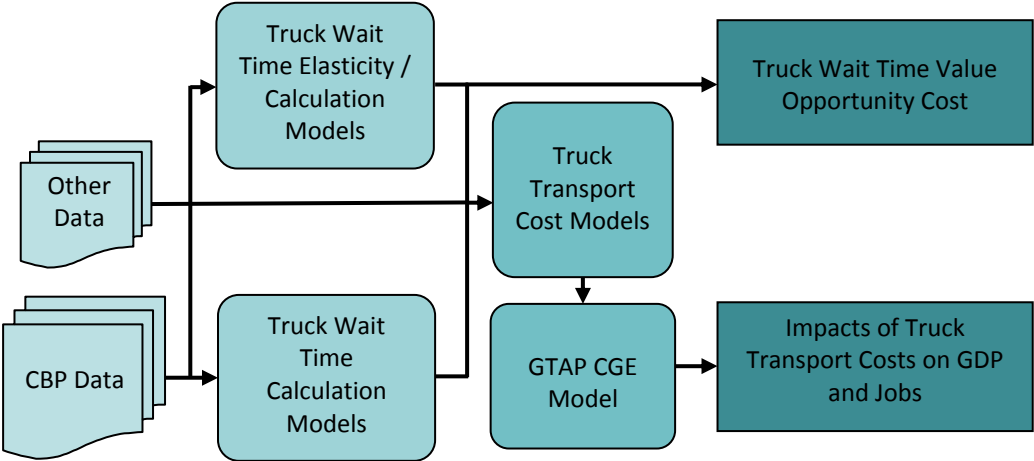 Truck Wait
Time Elasticity /
Calculation
Models
Truck Wait Time Value
Opportunity Cost
Other
Data
Truck
Transport
Cost Models
CBP Data
Truck Wait
Time
Calculation
Models
GTAP CGE
Model
Impacts of Truck
Transport Costs on GDP
and Jobs